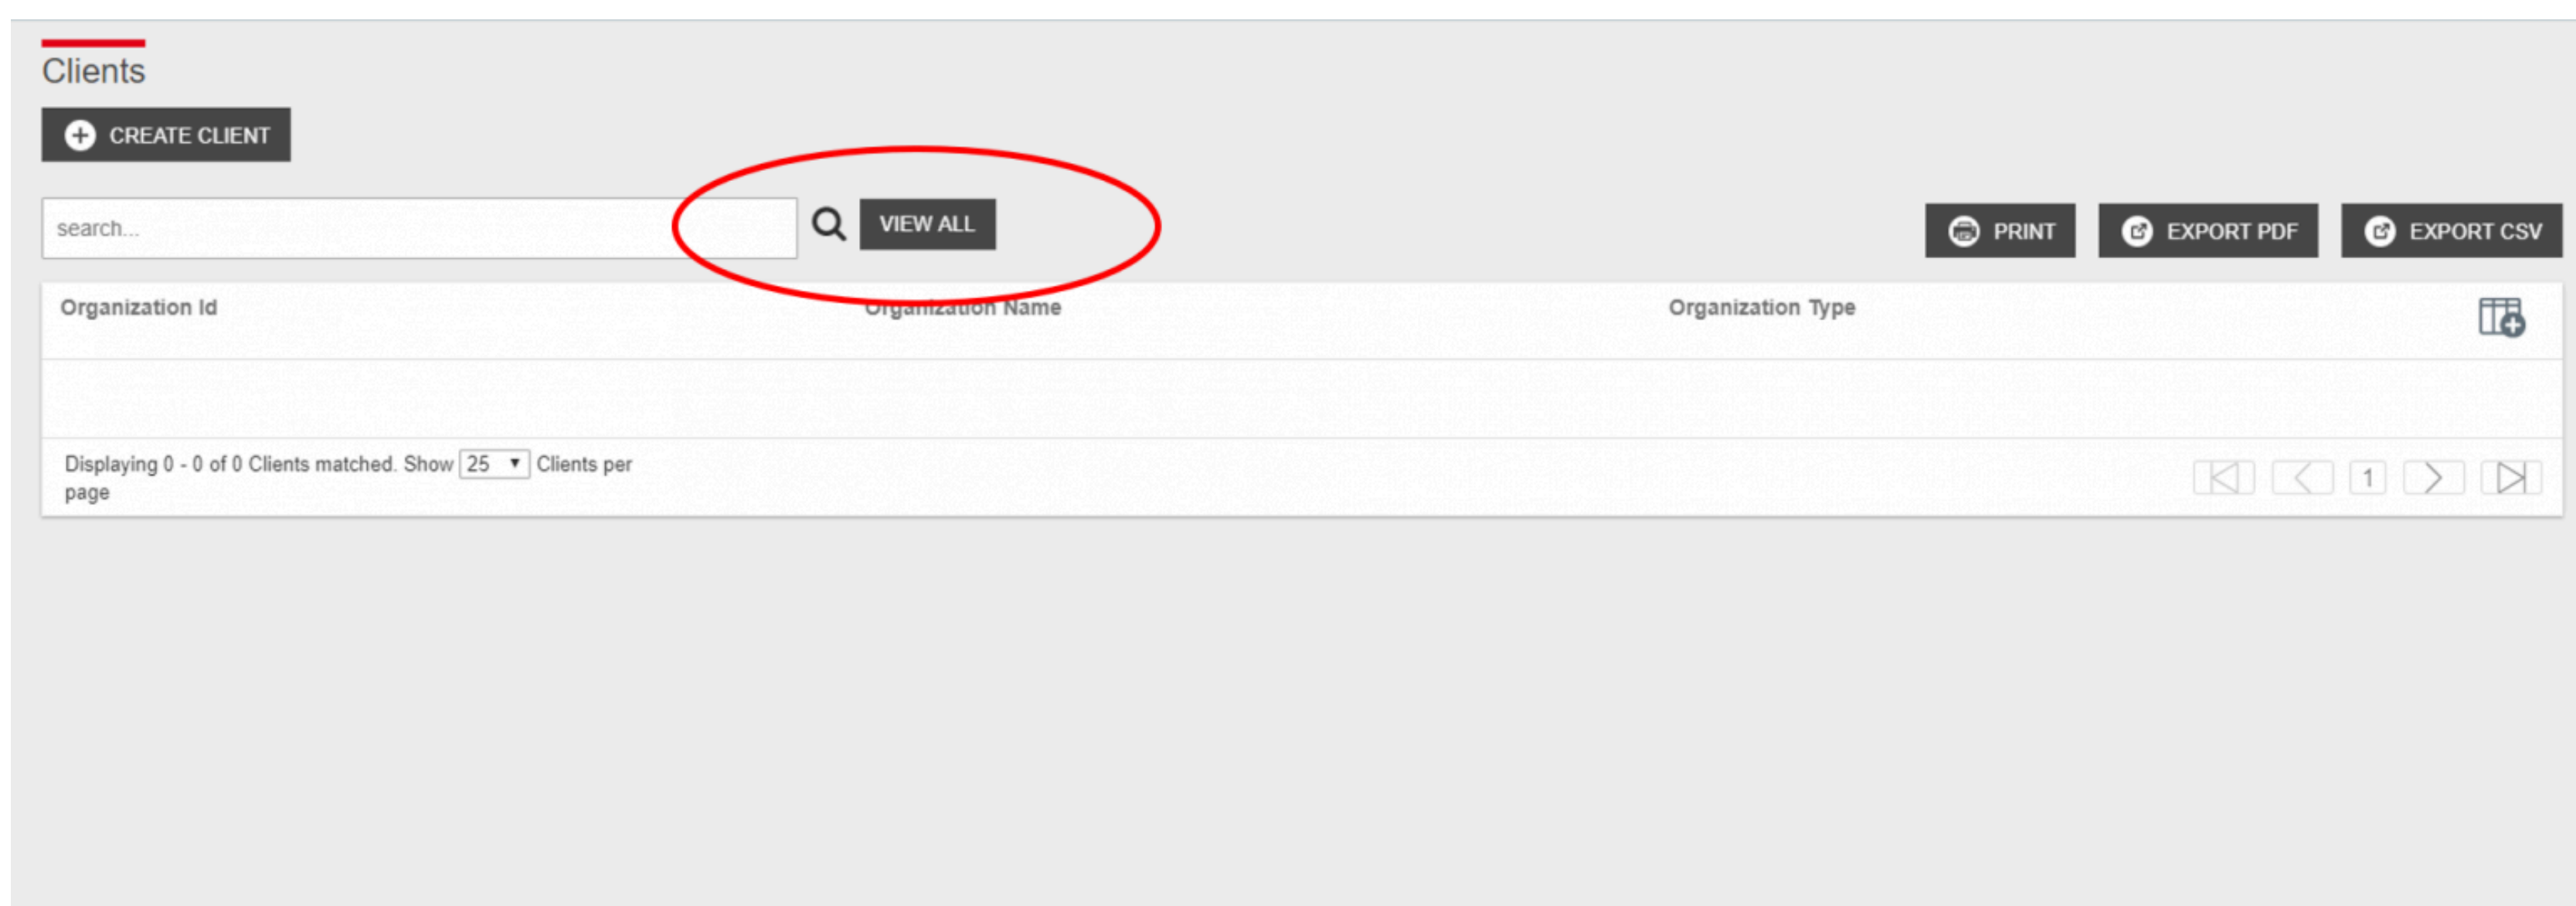 Clients
CREATE CLIENT
search...
VIEW ALL
PRINT
EXPORT PDF
EXPORT CSV
Organization Id
Organization Name
Organization Type
Displaying 0 - 0 of 0 Clients matched. Show 25 Clients per
page
1